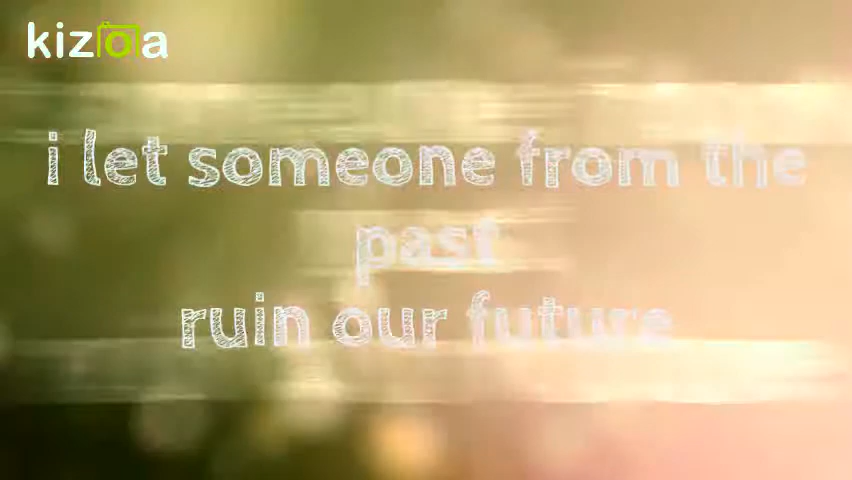 kizoa
i let someone from the
past
ruin our future